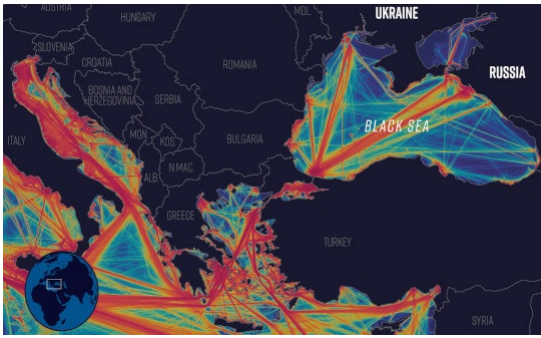 AUSTRIA
HUNGARY
MOL.
UKRAINE
SLOVENIA
CROATIA
ROMANIA
RUSSIA
BOSNIA AND
HERZEGOVINA
SERBIA
BLACK SEA
ITALY
MON.
KOS.
BULGARIA
ALB.
N.MAC.
GREECE
TURKEY
SYRIA